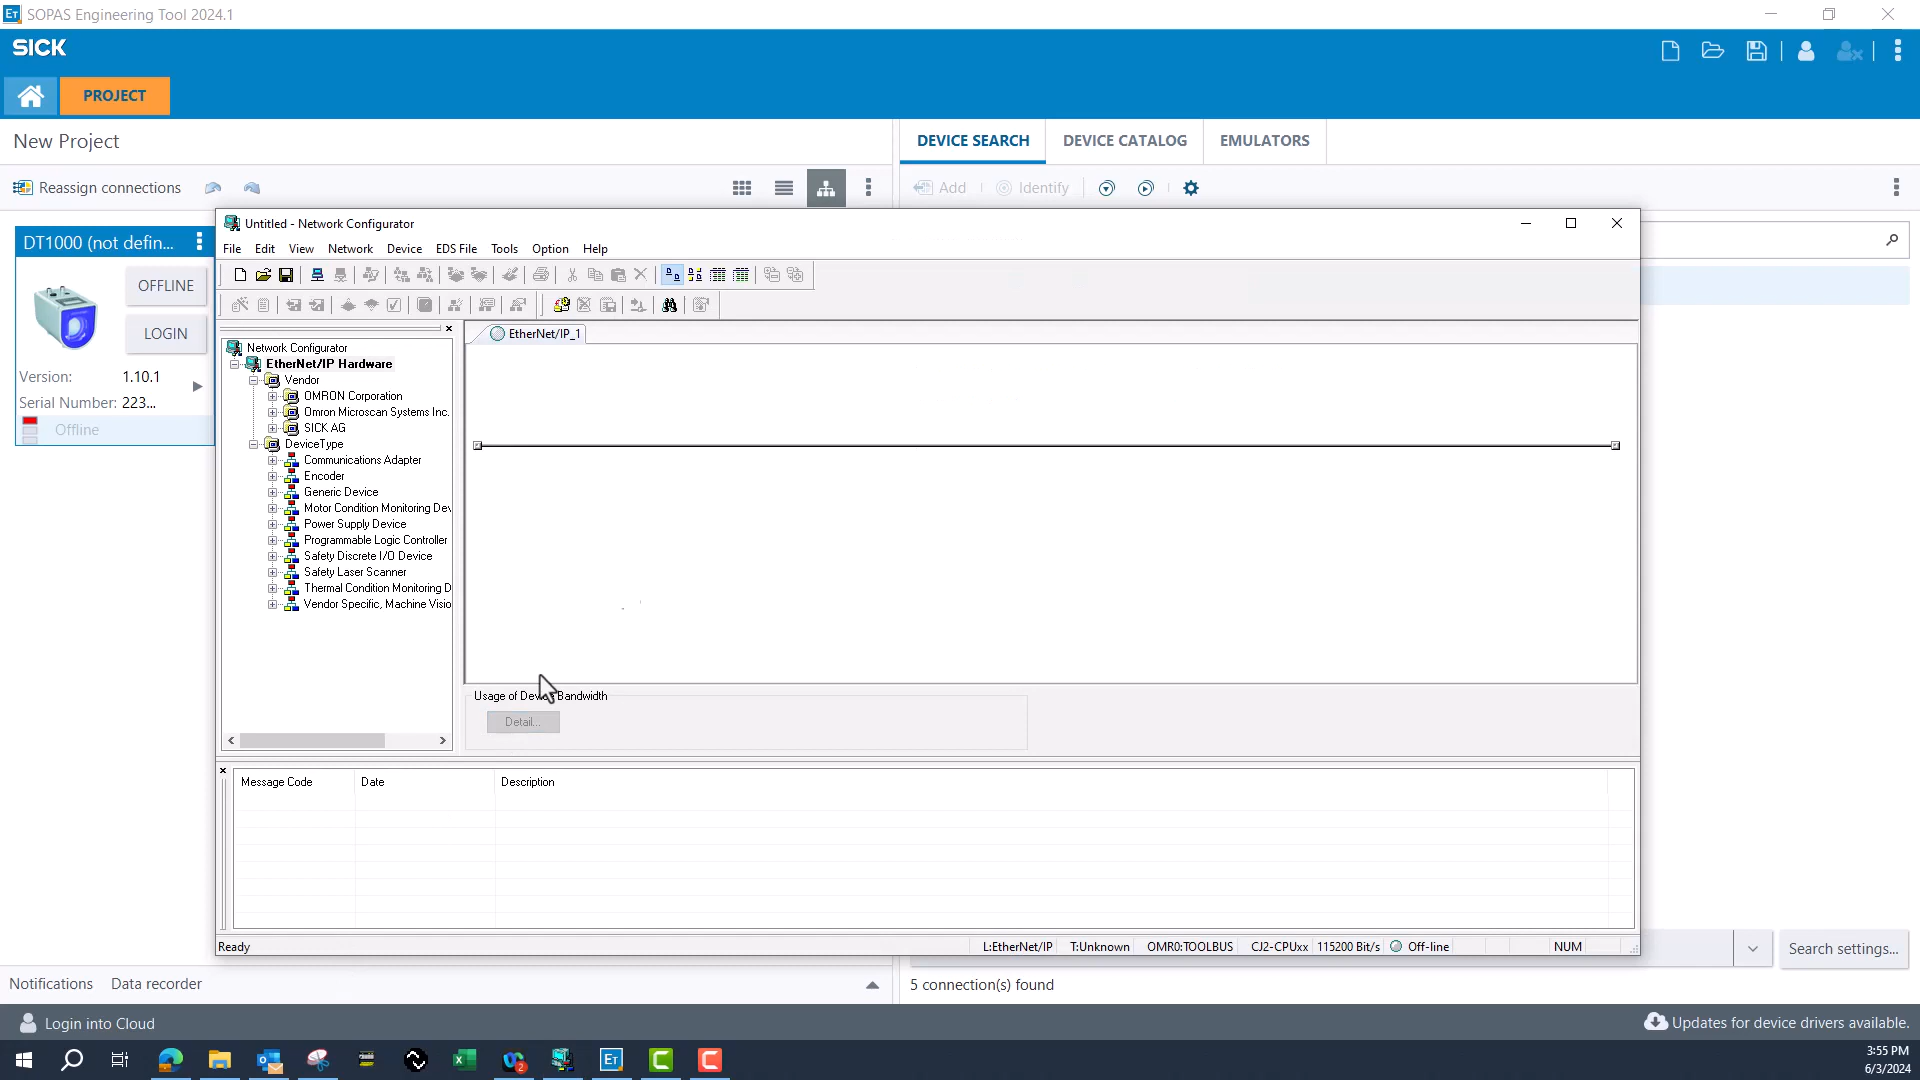 SOPAS Engineering Tool 2024.1
SICK
PROJECT
New Project
DEVICE SEARCH
DEVICE CATALOG
EMULATORS
Reassign connections
Add
Identify
DT1000 (not defin...
OFFLINE
LOGIN
Version: 1.10.1
Serial Number: 223...
Offline
Untitled - Network Configurator
File Edit View Network Device EDS File Tools Option Help
Network Configurator
EtherNet/IP Hardware
Vendor
OMRON Corporation
Omron Microscan Systems Inc.
SICK AG
DeviceType
Communications Adapter
Encoder
Generic Device
Motor Condition Monitoring Dev
Power Supply Device
Programmable Logic Controller
Safety Discrete I/O Device
Safety Laser Scanner
Thermal Condition Monitoring D
Vendor Specific, Machine Visio
EtherNet/IP_1
Usage of Device Bandwidth
Detail...
Message Code Date Description
Ready
L:EtherNet/IP T:Unknown OMR0:TOOLBUS CJ2-CPUxx 115200 Bit/s Off-line NUM
Search settings...
Notifications Data recorder
5 connection(s) found
Login into Cloud
Updates for device drivers available.
3:55 PM
6/3/2024